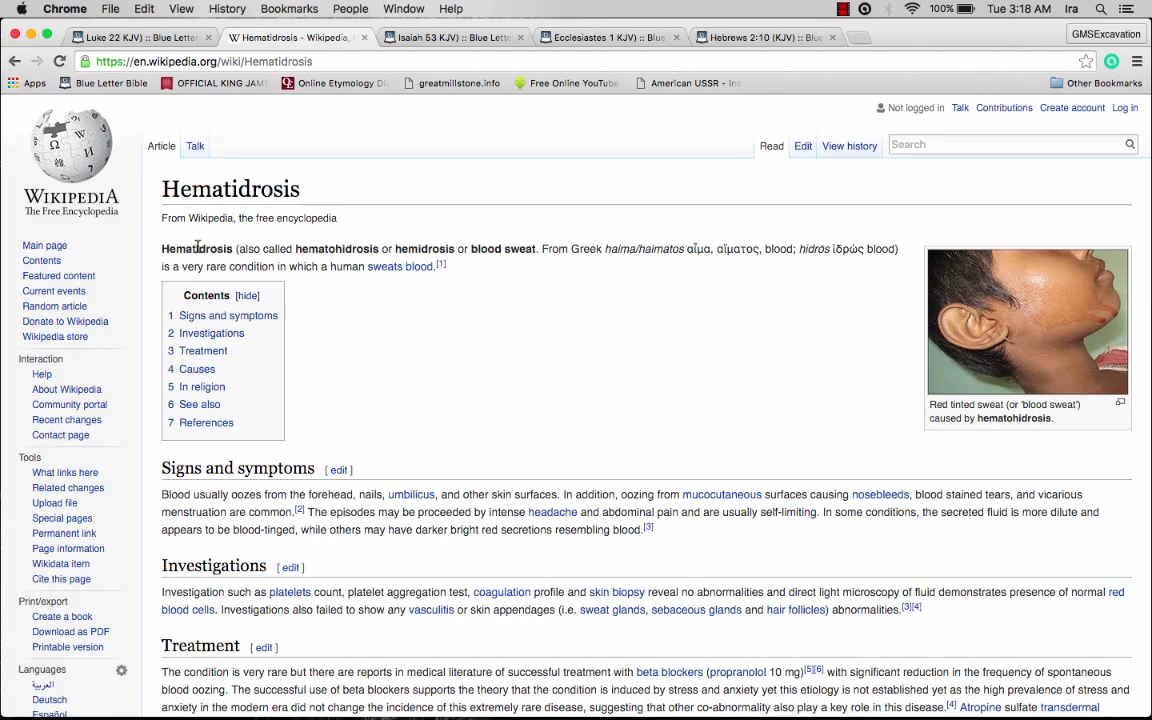 Chrome File Edit View History Bookmarks People Window Help 100% Tue 3:18 AM
Luke 22 KJV) :: Blue Lette Hematidrosis - Wikipedia, Isaiah 53 KJV) :: Blue Lette Ecclesiastes 1 KJV) :: Blue Hebrews 2:10 (KJV) :: Blue GMSExcavation
https://en.wikipedia.org/wiki/Hematidrosis
Apps Blue Letter Bible OFFICIAL KING JAM Online Etymology Di greatmillstone.info Free Online YouTube American USSR - In Other Bookmarks
Not logged in Talk Contributions Create account Log in
Article Talk Read Edit View history Search
WIKIPEDIA
The Free Encyclopedia
Main page
Contents
Featured content
Current events
Random article
Donate to Wikipedia
Wikipedia store
Interaction
Help
About Wikipedia
Community portal
Recent changes
Contact page
Tools
What links here
Related changes
Upload file
Special pages
Permanent link
Page information
Wikidata item
Cite this page
Print/export
Create a book
Download as PDF
Printable version
Languages
العربية
Deutsch
Español
Hematidrosis
From Wikipedia, the free encyclopedia
Hematidrosis (also called hematohidrosis or hemidrosis or blood sweat. From Greek haima/haimatos αἷμα, αἵματος, blood; hidrōs ἱδρώς blood)
is a very rare condition in which a human sweats blood.[1]
Contents [hide]
1 Signs and symptoms
2 Investigations
3 Treatment
4 Causes
5 In religion
6 See also
7 References
Red tinted sweat (or 'blood sweat')
caused by hematohidrosis.
Signs and symptoms [ edit ]
Blood usually oozes from the forehead, nails, umbilicus, and other skin surfaces. In addition, oozing from mucocutaneous surfaces causing nosebleeds, blood stained tears, and vicarious
menstruation are common.[2] The episodes may be proceeded by intense headache and abdominal pain and are usually self-limiting. In some conditions, the secreted fluid is more dilute and
appears to be blood-tinged, while others may have darker bright red secretions resembling blood.[3]
Investigations [ edit ]
Investigation such as platelets count, platelet aggregation test, coagulation profile and skin biopsy reveal no abnormalities and direct light microscopy of fluid demonstrates presence of normal red
blood cells. Investigations also failed to show any vasculitis or skin appendages (i.e. sweat glands, sebaceous glands and hair follicles) abnormalities.[3][4]
Treatment [ edit ]
The condition is very rare but there are reports in medical literature of successful treatment with beta blockers (propranolol 10 mg)[5][6] with significant reduction in the frequency of spontaneous
blood oozing. The successful use of beta blockers supports the theory that the condition is induced by stress and anxiety yet this etiology is not established yet as the high prevalence of stress and
anxiety in the modern era did not change the incidence of this extremely rare disease, suggesting that other co-abnormality also play a key role in this disease.[4] Atropine sulfate transdermal